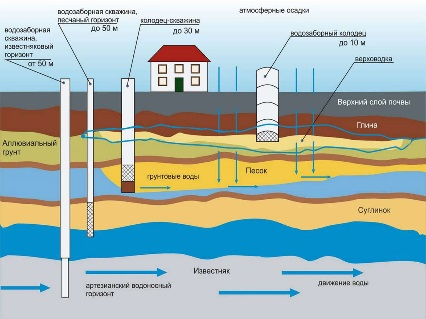 водозаборная скважина,
песчаный горизонт
до 50 м
колодец-скважина
до 30 м
атмосферные осадки
водозаборный колодец
до 10 м
верховодка
водозаборная
скважина,
известняковый
горизонт
от 50 м
Верхний слой почвы
Глина
Аллювиальный
грунт
Песок
грунтовые воды
Суглинок
Известняк
артезианский водоносный
горизонт
движение воды